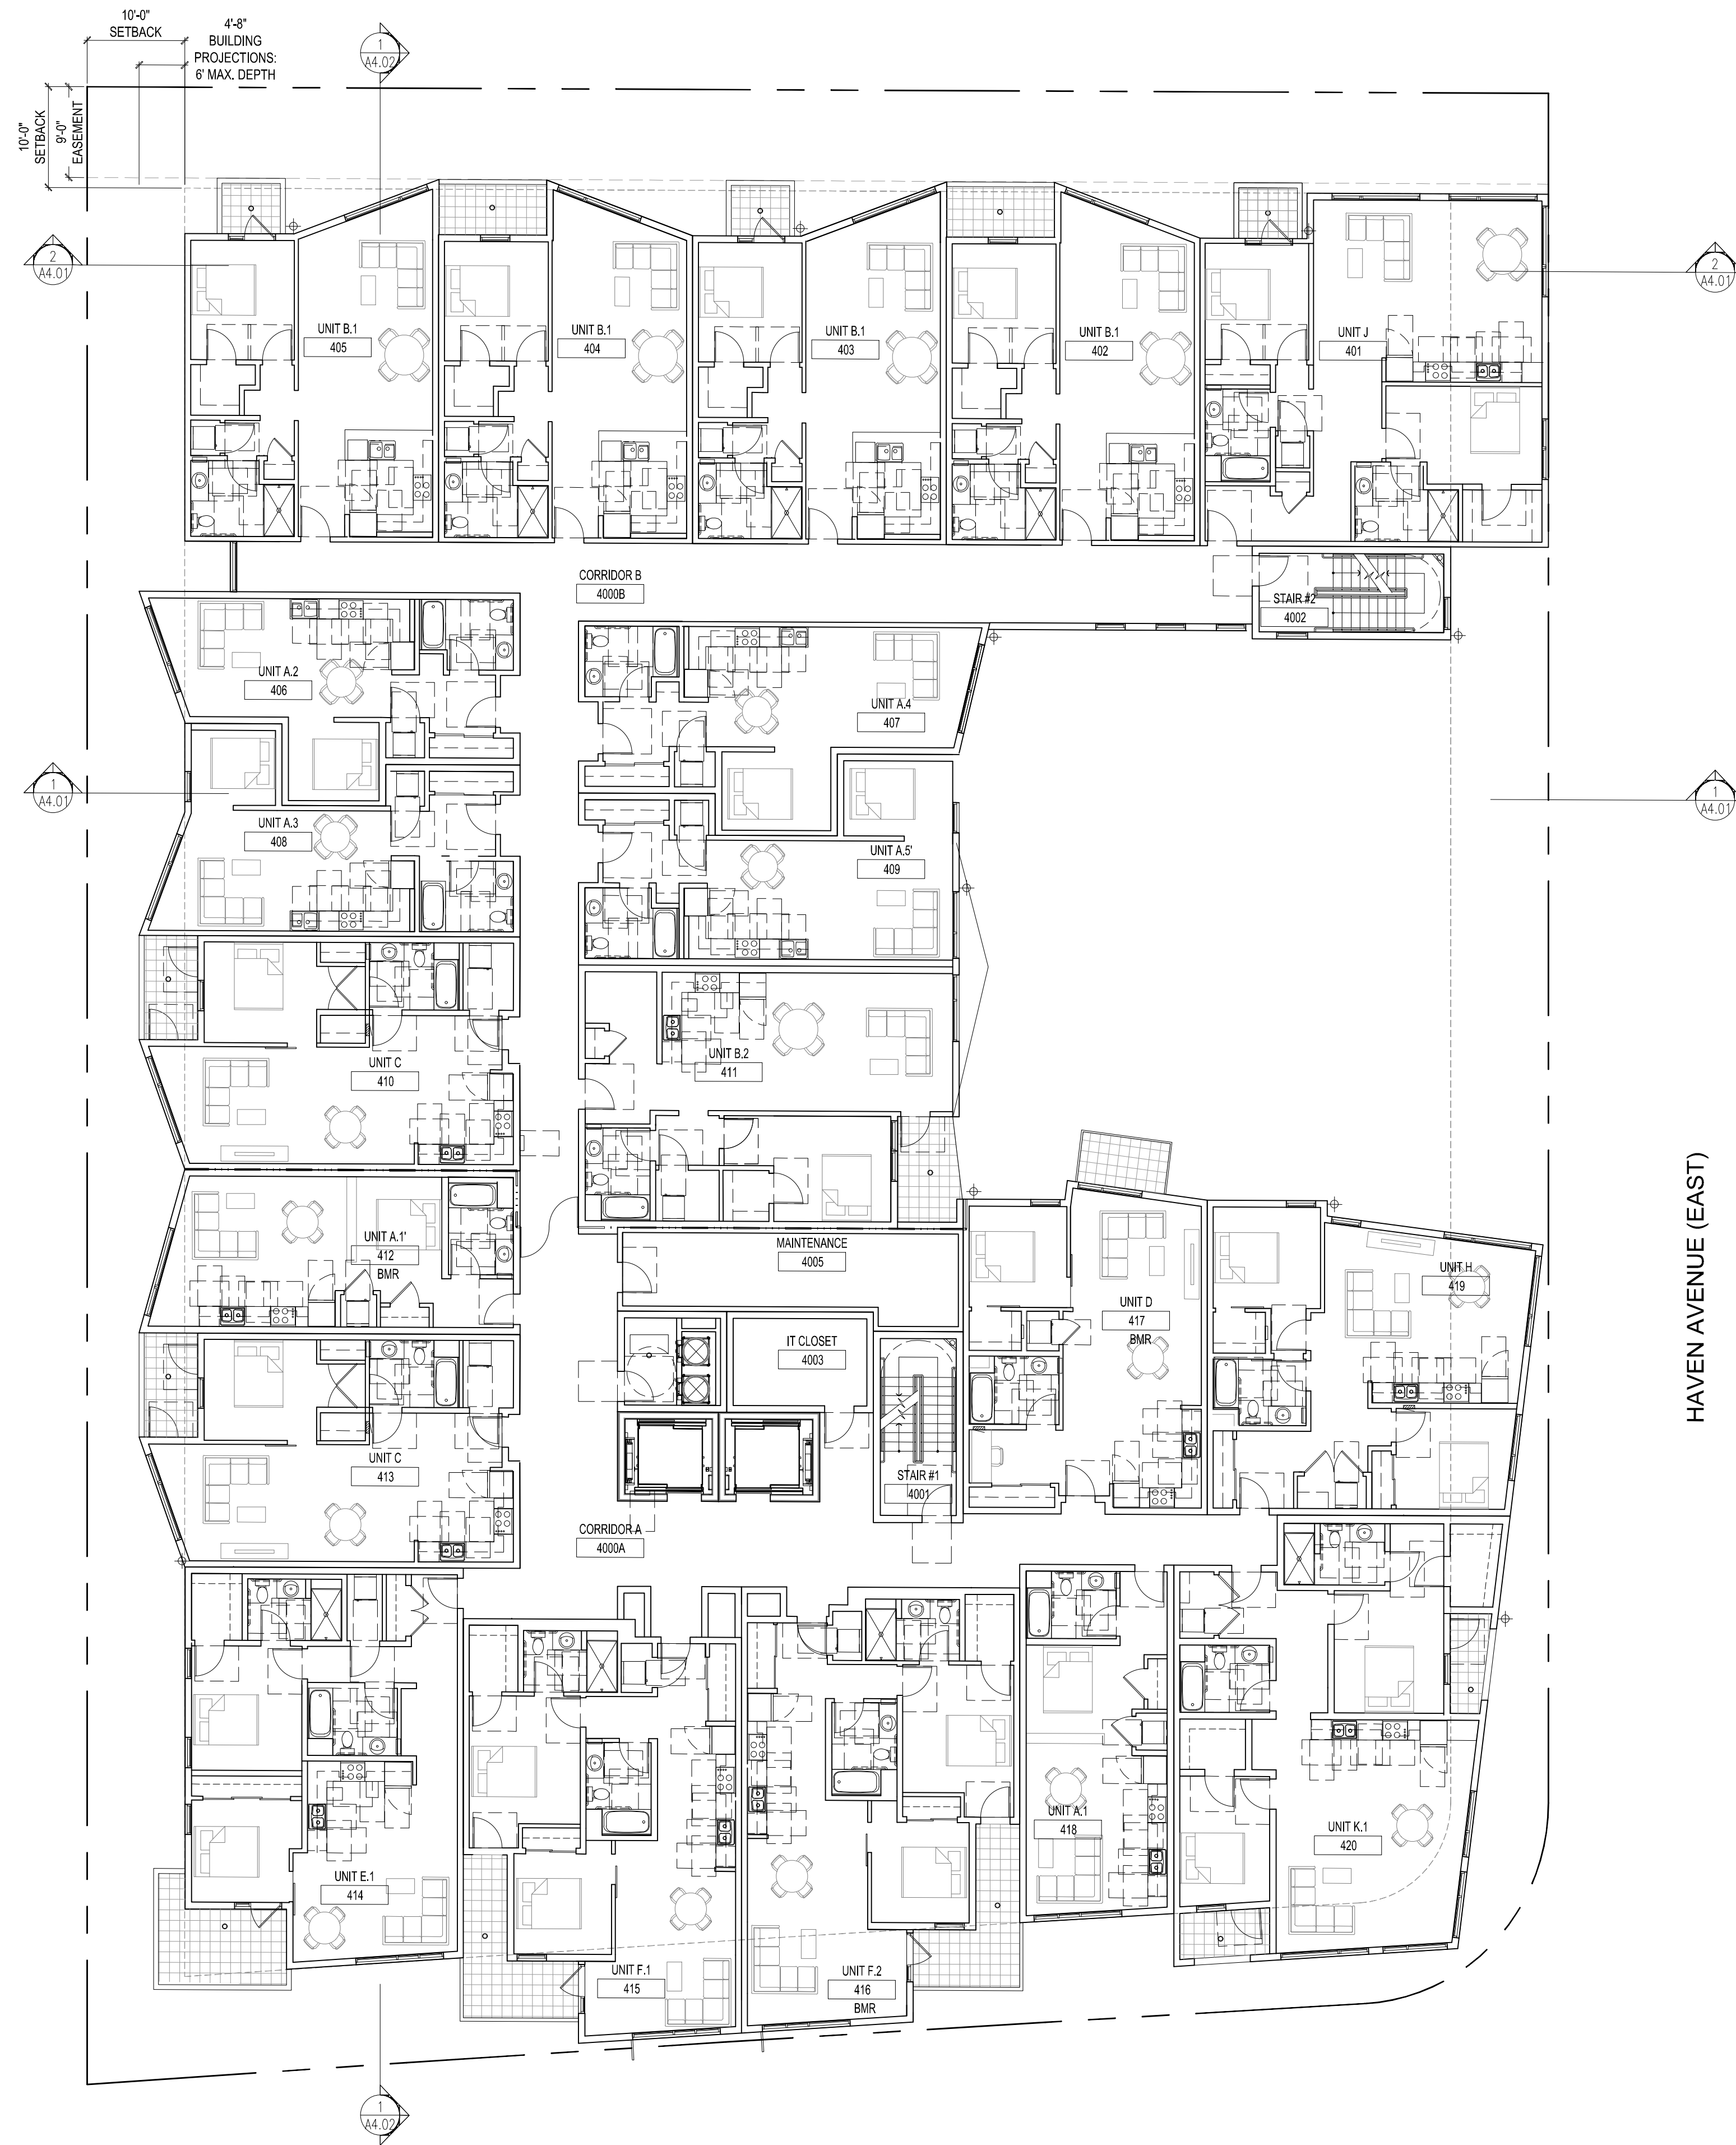 10'-0"
SETBACK
4'-8"
BUILDING
PROJECTIONS:
6' MAX. DEPTH
1
A4.02
10'-0"
SETBACK
9'-0"
EASEMENT
2
A4.01
2
A4.01
UNIT B.1
405
UNIT B.1
404
UNIT B.1
403
UNIT B.1
402
UNIT J
401
CORRIDOR B
4000B
STAIR #2
4002
UNIT A.2
406
UNIT A.4
407
1
A4.01
1
A4.01
UNIT A.3
408
UNIT A.5'
409
UNIT C
410
UNIT B.2
411
HAVEN AVENUE (EAST)
UNIT A.1'
412
BMR
MAINTENANCE
4005
UNIT D
417
BMR
UNIT H
419
IT CLOSET
4003
UNIT C
413
STAIR #1
4001
CORRIDOR A
4000A
UNIT A.1
418
UNIT K.1
420
UNIT E.1
414
UNIT F.1
415
UNIT F.2
416
BMR
1
A4.02